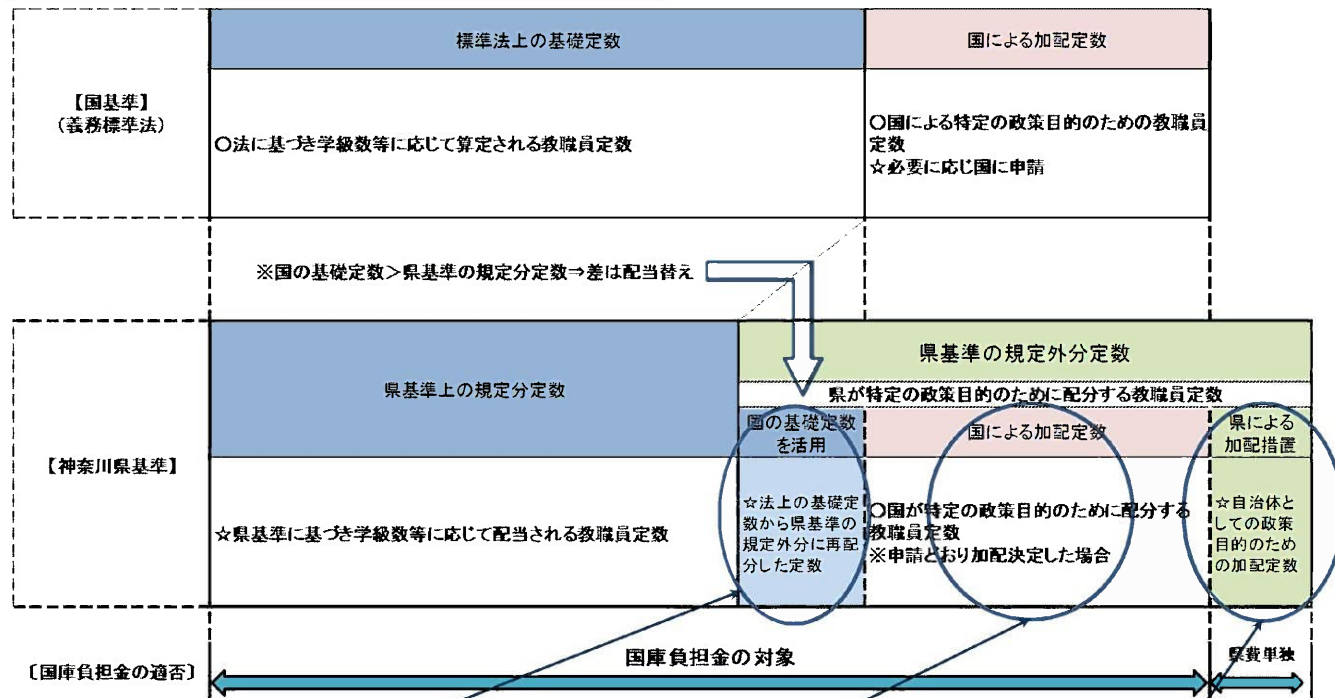 標準法上の基礎定数
国による加配定数
【国基準】
(義務標準法)
○法に基づき学級数等に応じて算定される教職員定数
○国による特定の政策目的のための教職員
定数
☆必要に応じ国に申請
※国の基礎定数>県基準の規定分定数⇒差は配当替え
県基準上の規定分定数
県基準の規定外分定数
県が特定の政策目的のために配分する教職員定数
国の基礎定数
を活用
国による加配定数
県による
加配措置
【神奈川県基準】
☆県基準に基づき学級数等に応じて配当される教職員定数
☆法上の基礎定
数から県基準の
規定外分に再配
分した定数
○国が特定の政策目的のために配分する
教職員定数
※申請どおり加配決定した場合
☆自治体と
しての政策
目的のため
の加配定数
〔国庫負担金の適否〕
国庫負担金の対象
県費単独